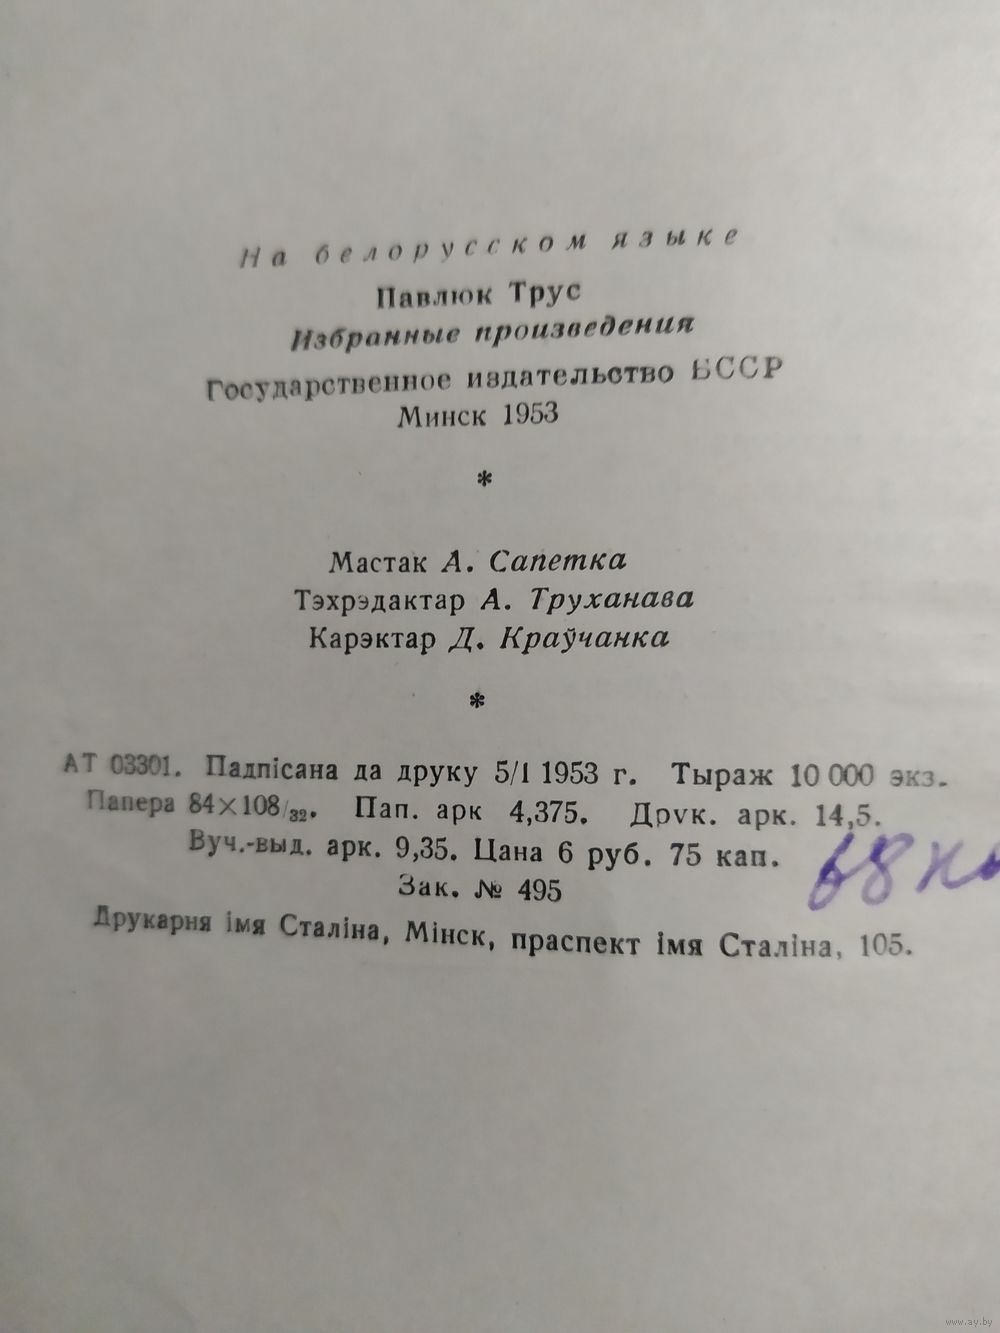 На белорусском языке
Павлюк Трус
Избранные произведения
Государственное издательство БССР
Минск 1953
*
Мастак А. Сапетка
Тэхрэдактар А. Труханава
Карэктар Д. Краўчанка
*
АТ 03301. Падпісана да друку 5/I 1953 г. Тыраж 10 000 экз.
Папера 84×108/32. Пап. арк 4,375. Друк. арк. 14,5.
Вуч.-выд. арк. 9,35. Цана 6 руб. 75 кап.
Зак. № 495
Друкарня імя Сталіна, Мінск, праспект імя Сталіна, 105.
www.ay.by